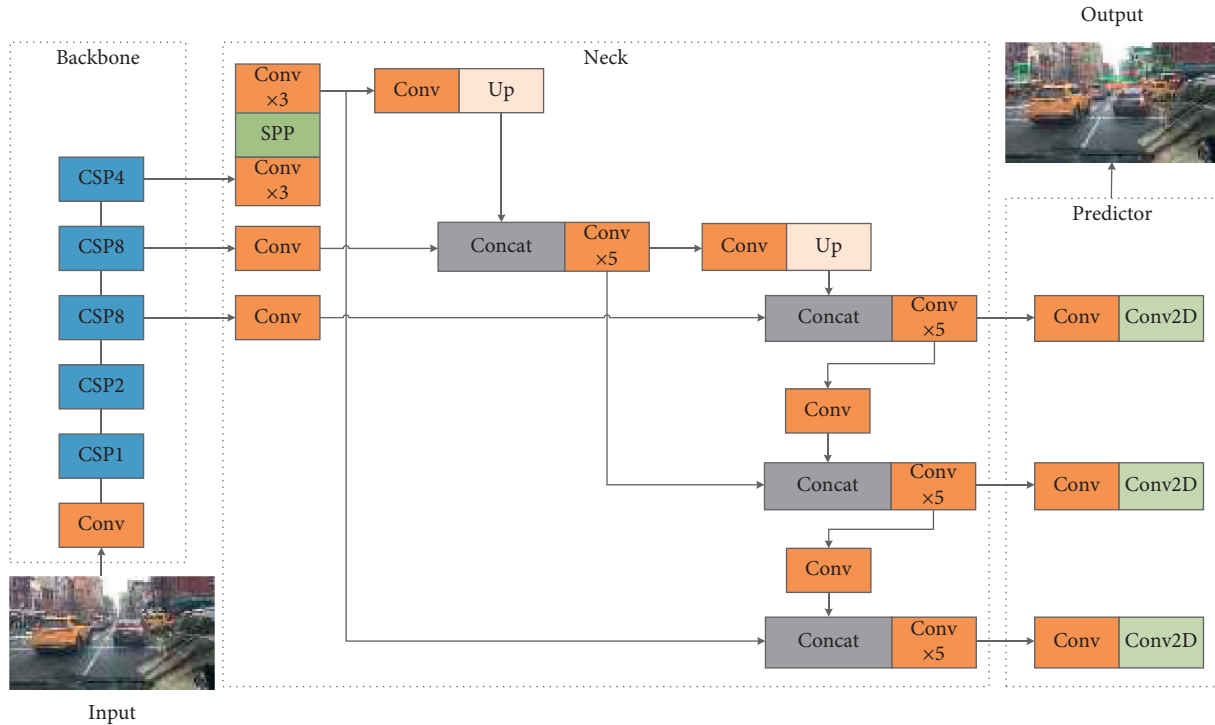 Output
Backbone
Neck
Conv
×3
SPP
Conv
×3
Conv
Up
CSP4
CSP8
Conv
Concat
Conv
×5
Conv
Up
Predictor
CSP8
Conv
Concat
Conv
×5
Conv
Conv2D
CSP2
Conv
CSP1
Concat
Conv
×5
Conv
Conv2D
Conv
Conv
Concat
Conv
×5
Conv
Conv2D
Input